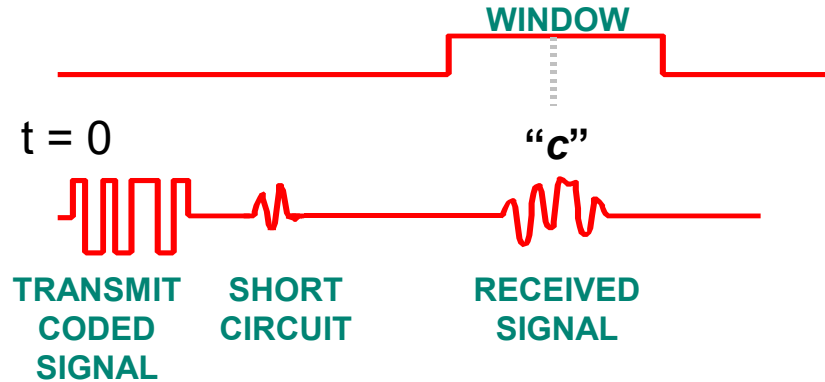 WINDOW
t = 0
“c”
TRANSMIT
CODED
SIGNAL
SHORT
CIRCUIT
RECEIVED
SIGNAL